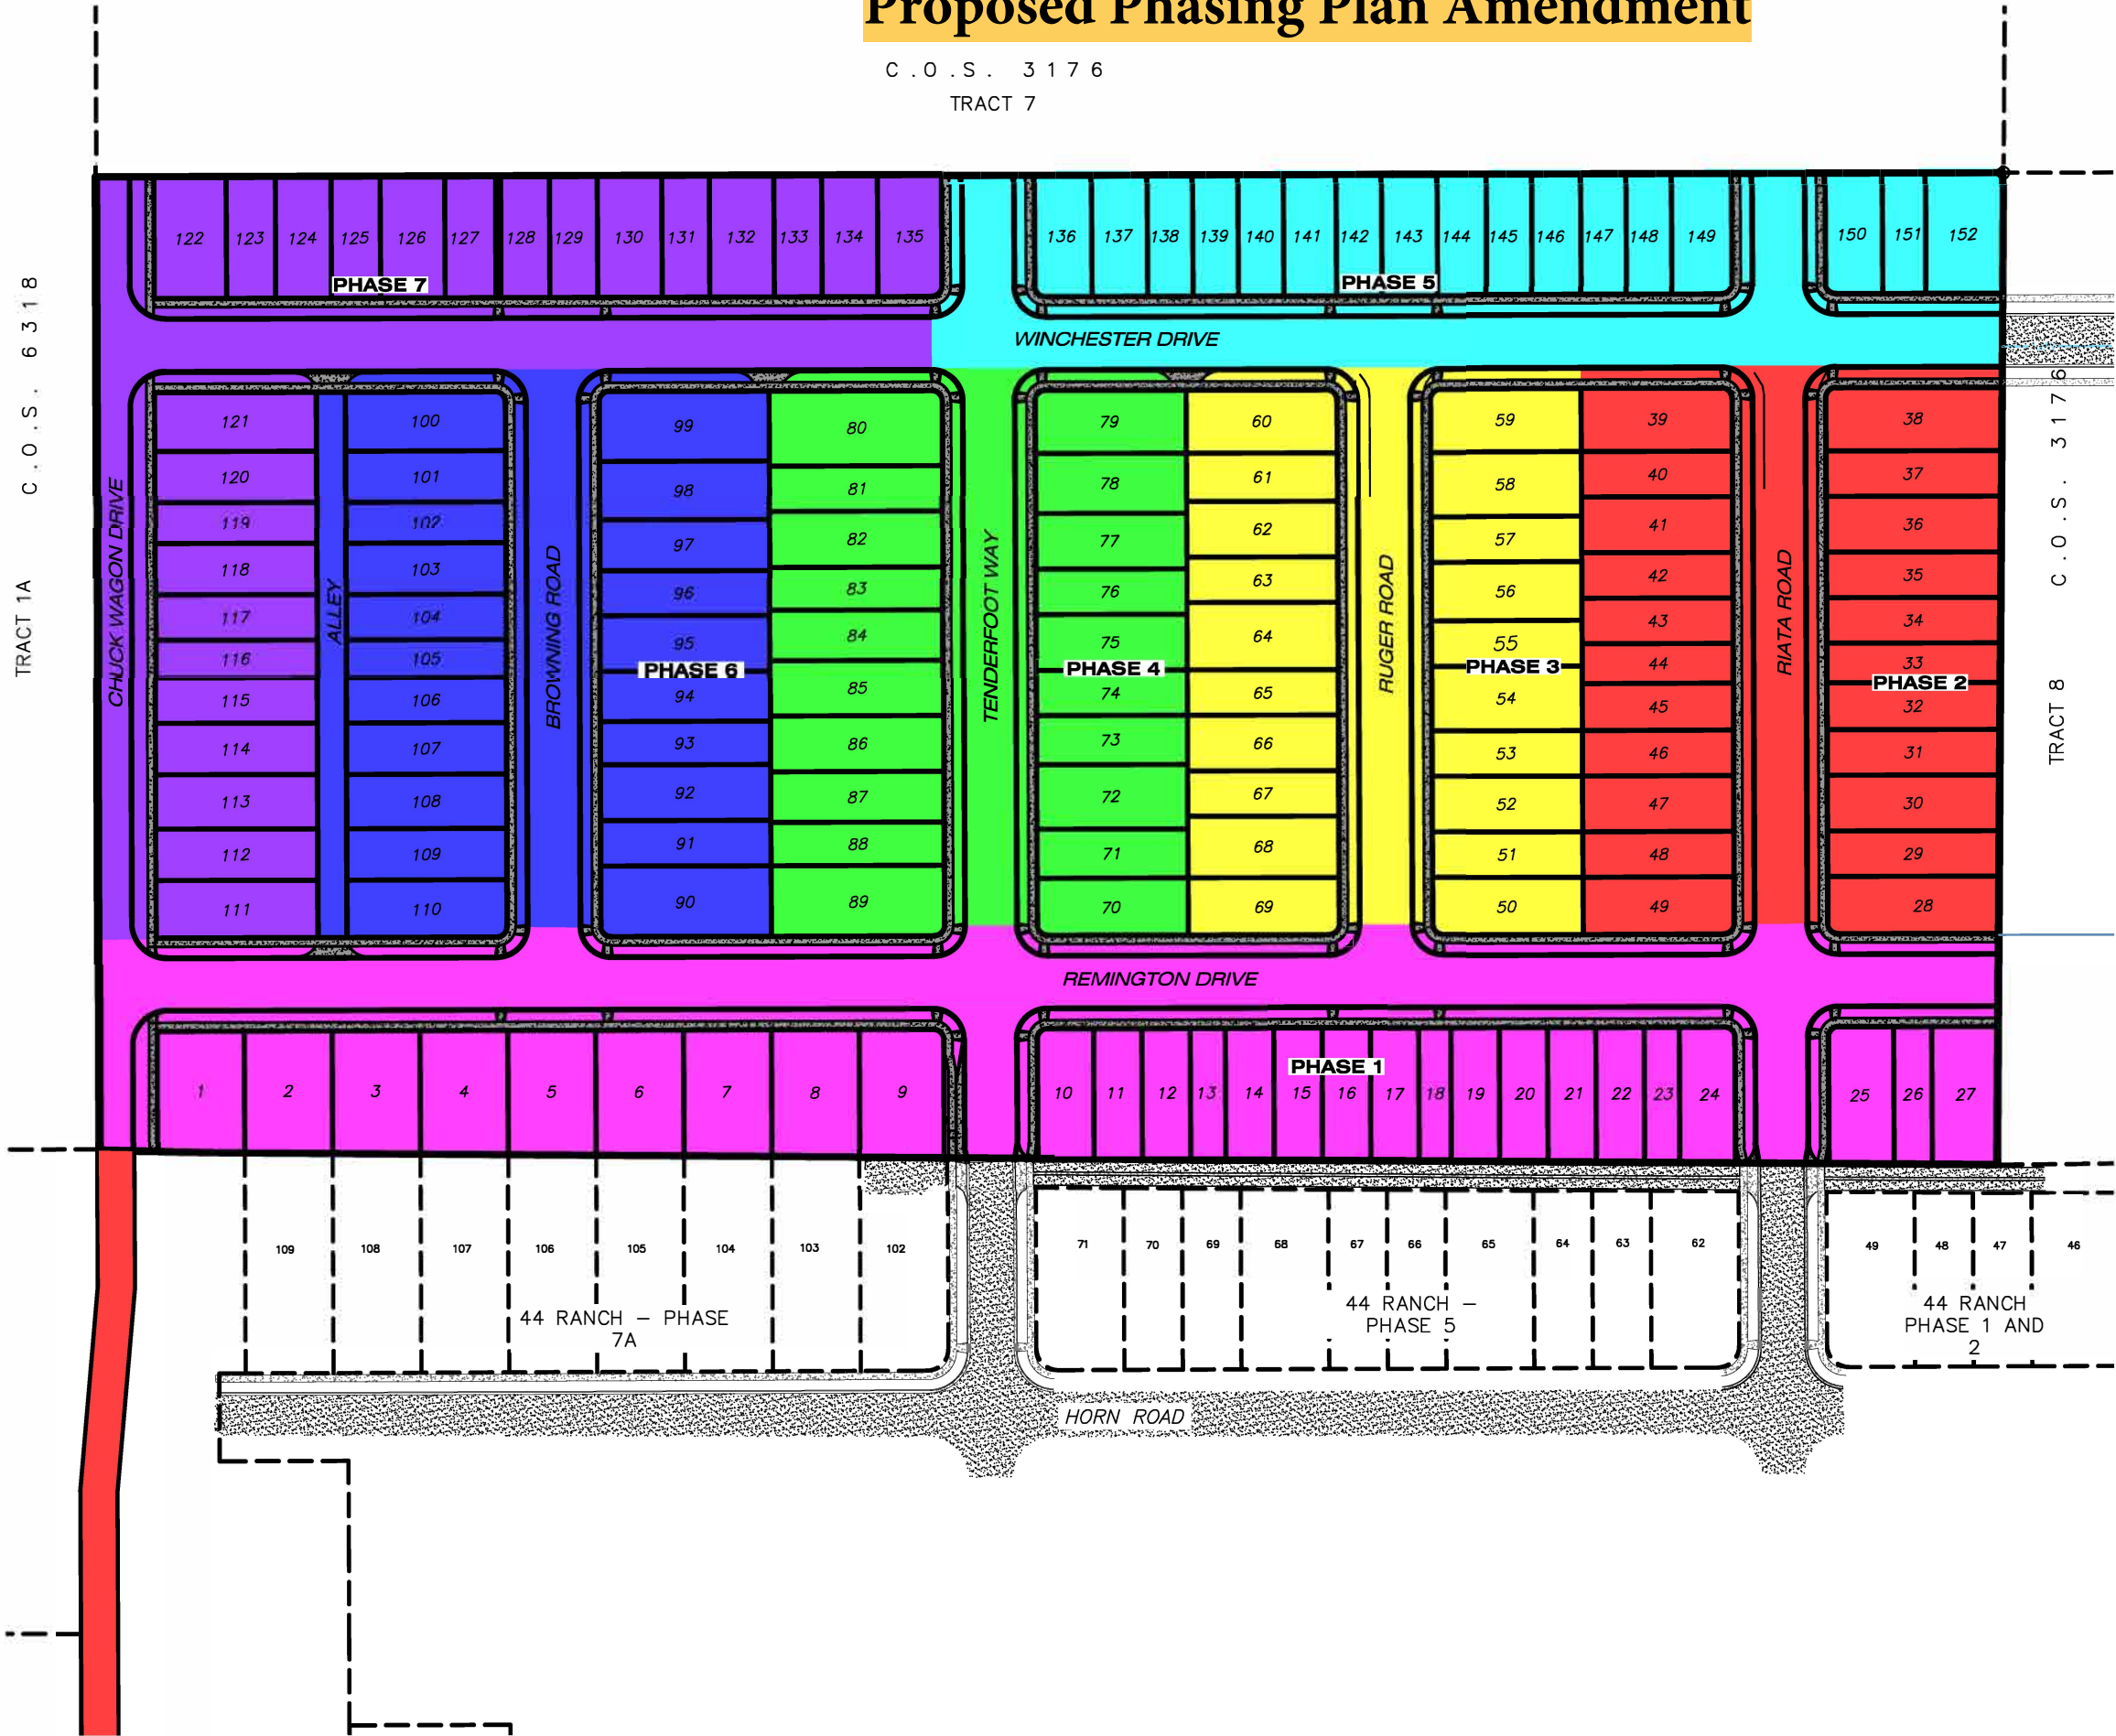 Proposed Phasing Plan Amendment
C.O.S. 3176
TRACT 7
TRACT 1A C.O.S. 6318
122 123 124 125 126 127 128 129 130 131 132 133 134 135
PHASE 7
136 137 138 139 140 141 142 143 144 145 146 147 148 149
PHASE 5
150 151 152
WINCHESTER DRIVE
CHUCK WAGON DRIVE
121
120
119
118
117
116
115
114
113
112
111
ALLEY
100
101
102
103
104
105
106
107
108
109
110
BROWNING ROAD
99
98
97
96
95
PHASE 6
94
93
92
91
90
80
81
82
83
84
85
86
87
88
89
TENDERFOOT WAY
79
78
77
76
75
PHASE 4
74
73
72
71
70
60
61
62
63
64
65
66
67
68
69
RUGER ROAD
59
58
57
56
55
PHASE 3
54
53
52
51
50
39
40
41
42
43
44
45
46
47
48
49
RIATA ROAD
38
37
36
35
34
33
PHASE 2
32
31
30
29
28
TRACT 8 C.O.S. 3176
REMINGTON DRIVE
1 2 3 4 5 6 7 8 9
PHASE 1
10 11 12 13 14 15 16 17 18 19 20 21 22 23 24
25 26 27
109 108 107 106 105 104 103 102
44 RANCH – PHASE
7A
71 70 69 68 67 66 65 64 63 62
44 RANCH –
PHASE 5
49 48 47 46
44 RANCH
PHASE 1 AND
2
HORN ROAD